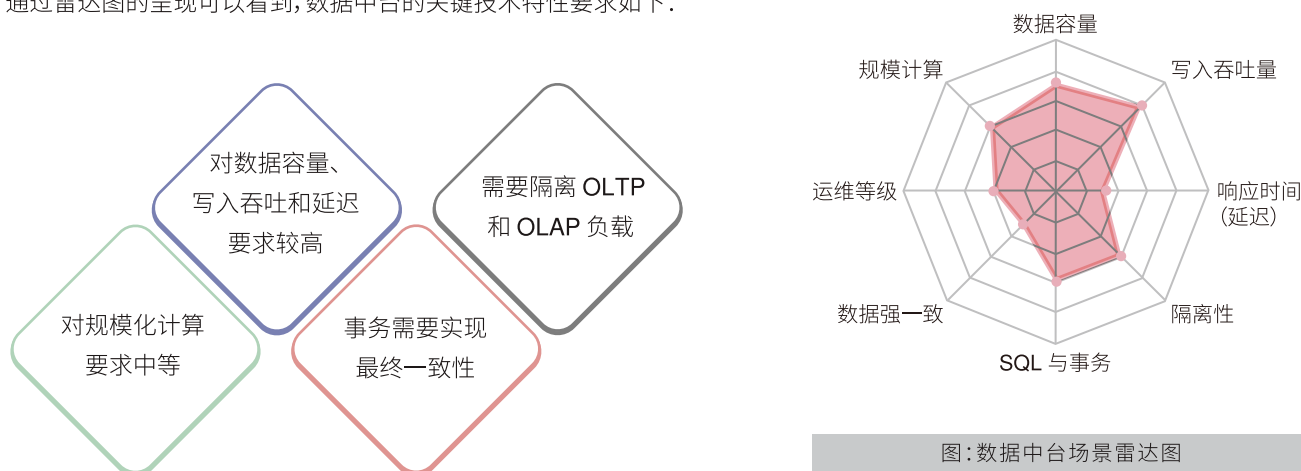 通过雷达图的呈现可以看到，数据中台的关键技术特性要求如下：
对数据容量、
写入吞吐和延迟
要求较高
需要隔离 OLTP
和 OLAP 负载
对规模化计算
要求中等
事务需要实现
最终一致性
数据容量
写入吞吐量
响应时间
（延迟）
隔离性
SQL 与事务
数据强一致
运维等级
规模计算
图：数据中台场景雷达图